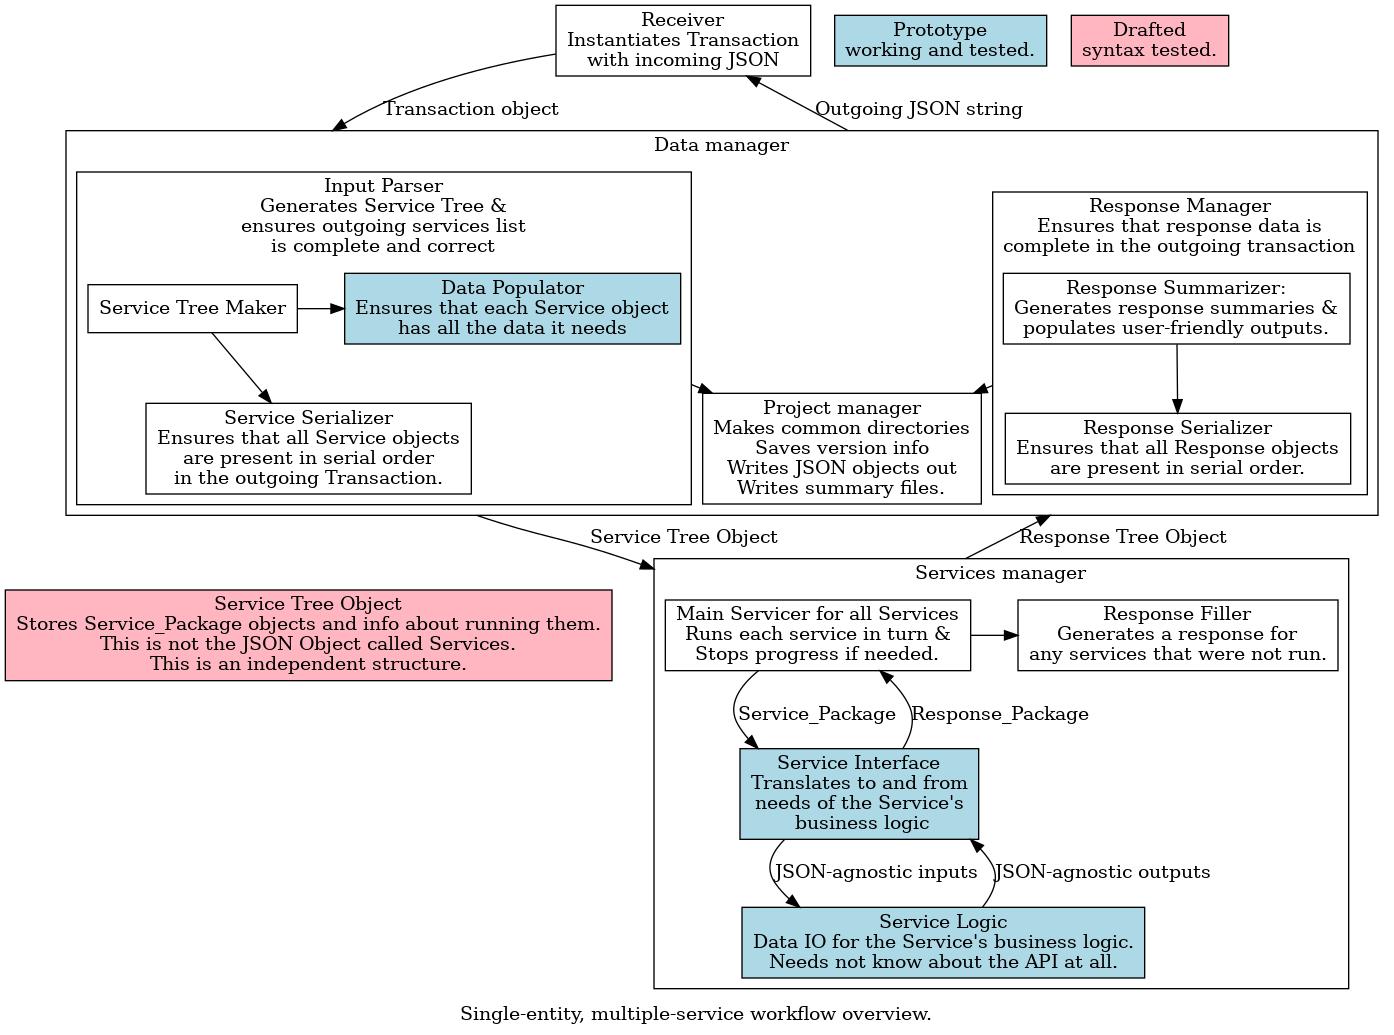 Receiver
Instantiates Transaction
with incoming JSON
Prototype
working and tested.
Drafted
syntax tested.
Transaction object
Outgoing JSON string
Data manager
Input Parser
Generates Service Tree &
ensures outgoing services list
is complete and correct
Service Tree Maker
Data Populator
Ensures that each Service object
has all the data it needs
Service Serializer
Ensures that all Service objects
are present in serial order
in the outgoing Transaction.
Project manager
Makes common directories
Saves version info
Writes JSON objects out
Writes summary files.
Response Manager
Ensures that response data is
complete in the outgoing transaction
Response Summarizer:
Generates response summaries &
populates user-friendly outputs.
Response Serializer
Ensures that all Response objects
are present in serial order.
Service Tree Object
Response Tree Object
Service Tree Object
Stores Service_Package objects and info about running them.
This is not the JSON Object called Services.
This is an independent structure.
Services manager
Main Servicer for all Services
Runs each service in turn &
Stops progress if needed.
Response Filler
Generates a response for
any services that were not run.
Service_Package
Response_Package
Service Interface
Translates to and from
needs of the Service's
business logic
JSON-agnostic inputs
JSON-agnostic outputs
Service Logic
Data IO for the Service's business logic.
Needs not know about the API at all.
Single-entity, multiple-service workflow overview.